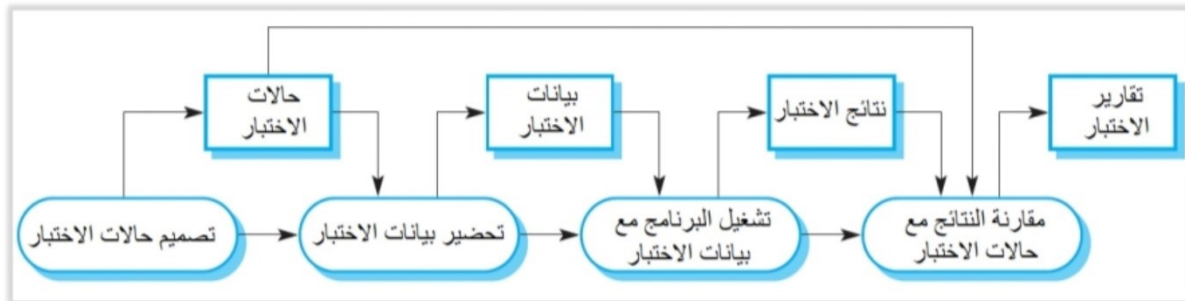 حالات
الاختبار
بيانات
الاختبار
نتائج الاختبار
تقارير
الاختبار
تصميم حالات الاختبار
تحضير بيانات الاختبار
تشغيل البرنامج مع
بيانات الاختبار
مقارنة النتائج مع
حالات الاختبار